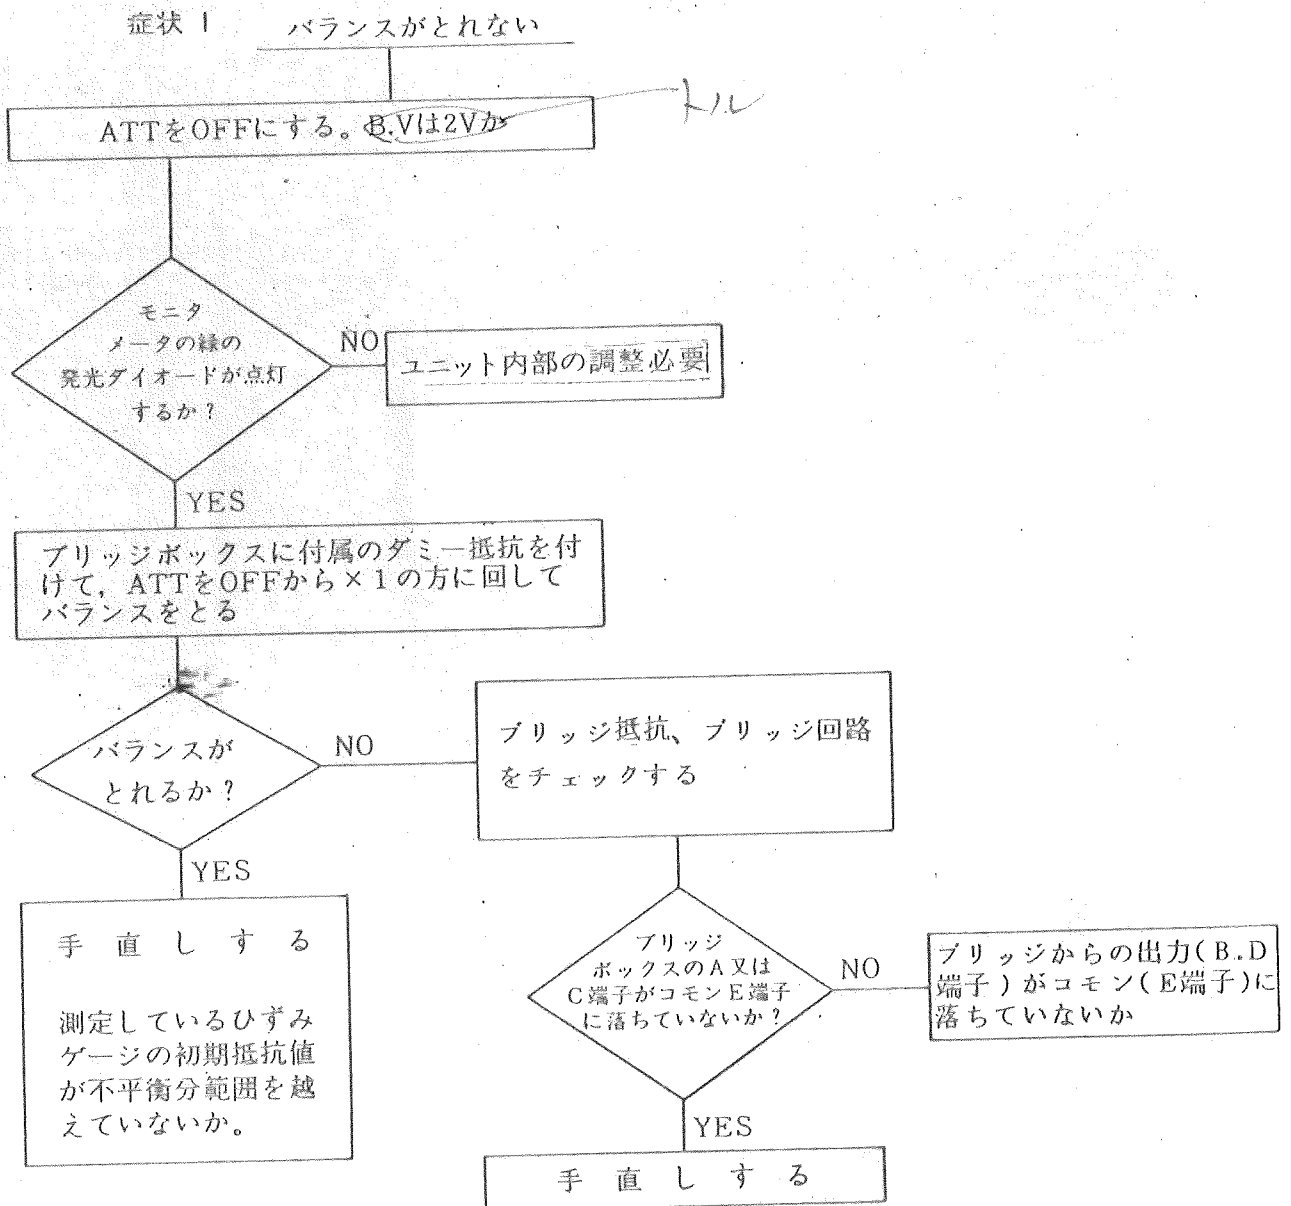 症状 1
バランスがとれない
ATTをOFFにする。B.Vは2Vか
トル
モニタ
メータの緑の
発光ダイオードが点灯
するか？
NO
ユニット内部の調整必要
YES
ブリッジボックスに付属のダミー抵抗を付
けて，ATTをOFFから×1の方に回して
バランスをとる
バランスが
とれるか？
NO
ブリッジ抵抗、ブリッジ回路
をチェックする
YES
手直しする
測定しているひずみ
ゲージの初期抵抗値
が不平衡分範囲を越
えていないか。
ブリッジ
ボックスのA又は
C端子がコモンE端子
に落ちていないか？
NO
ブリッジからの出力(B.D
端子)がコモン(E端子)に
落ちていないか
YES
手直しする